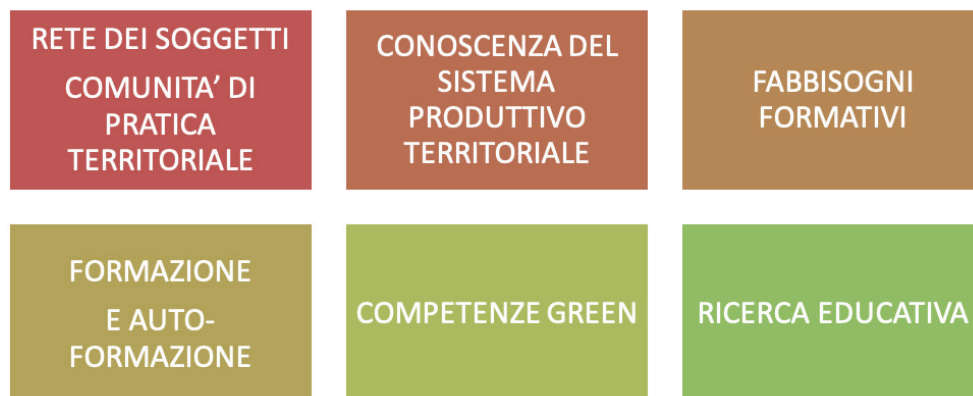 RETE DEI SOGGETTI
COMUNITA’ DI
PRATICA
TERRITORIALE
CONOSCENZA DEL
SISTEMA
PRODUTTIVO
TERRITORIALE
FABBISOGNI
FORMATIVI
FORMAZIONE
E AUTO-
FORMAZIONE
COMPETENZE GREEN
RICERCA EDUCATIVA